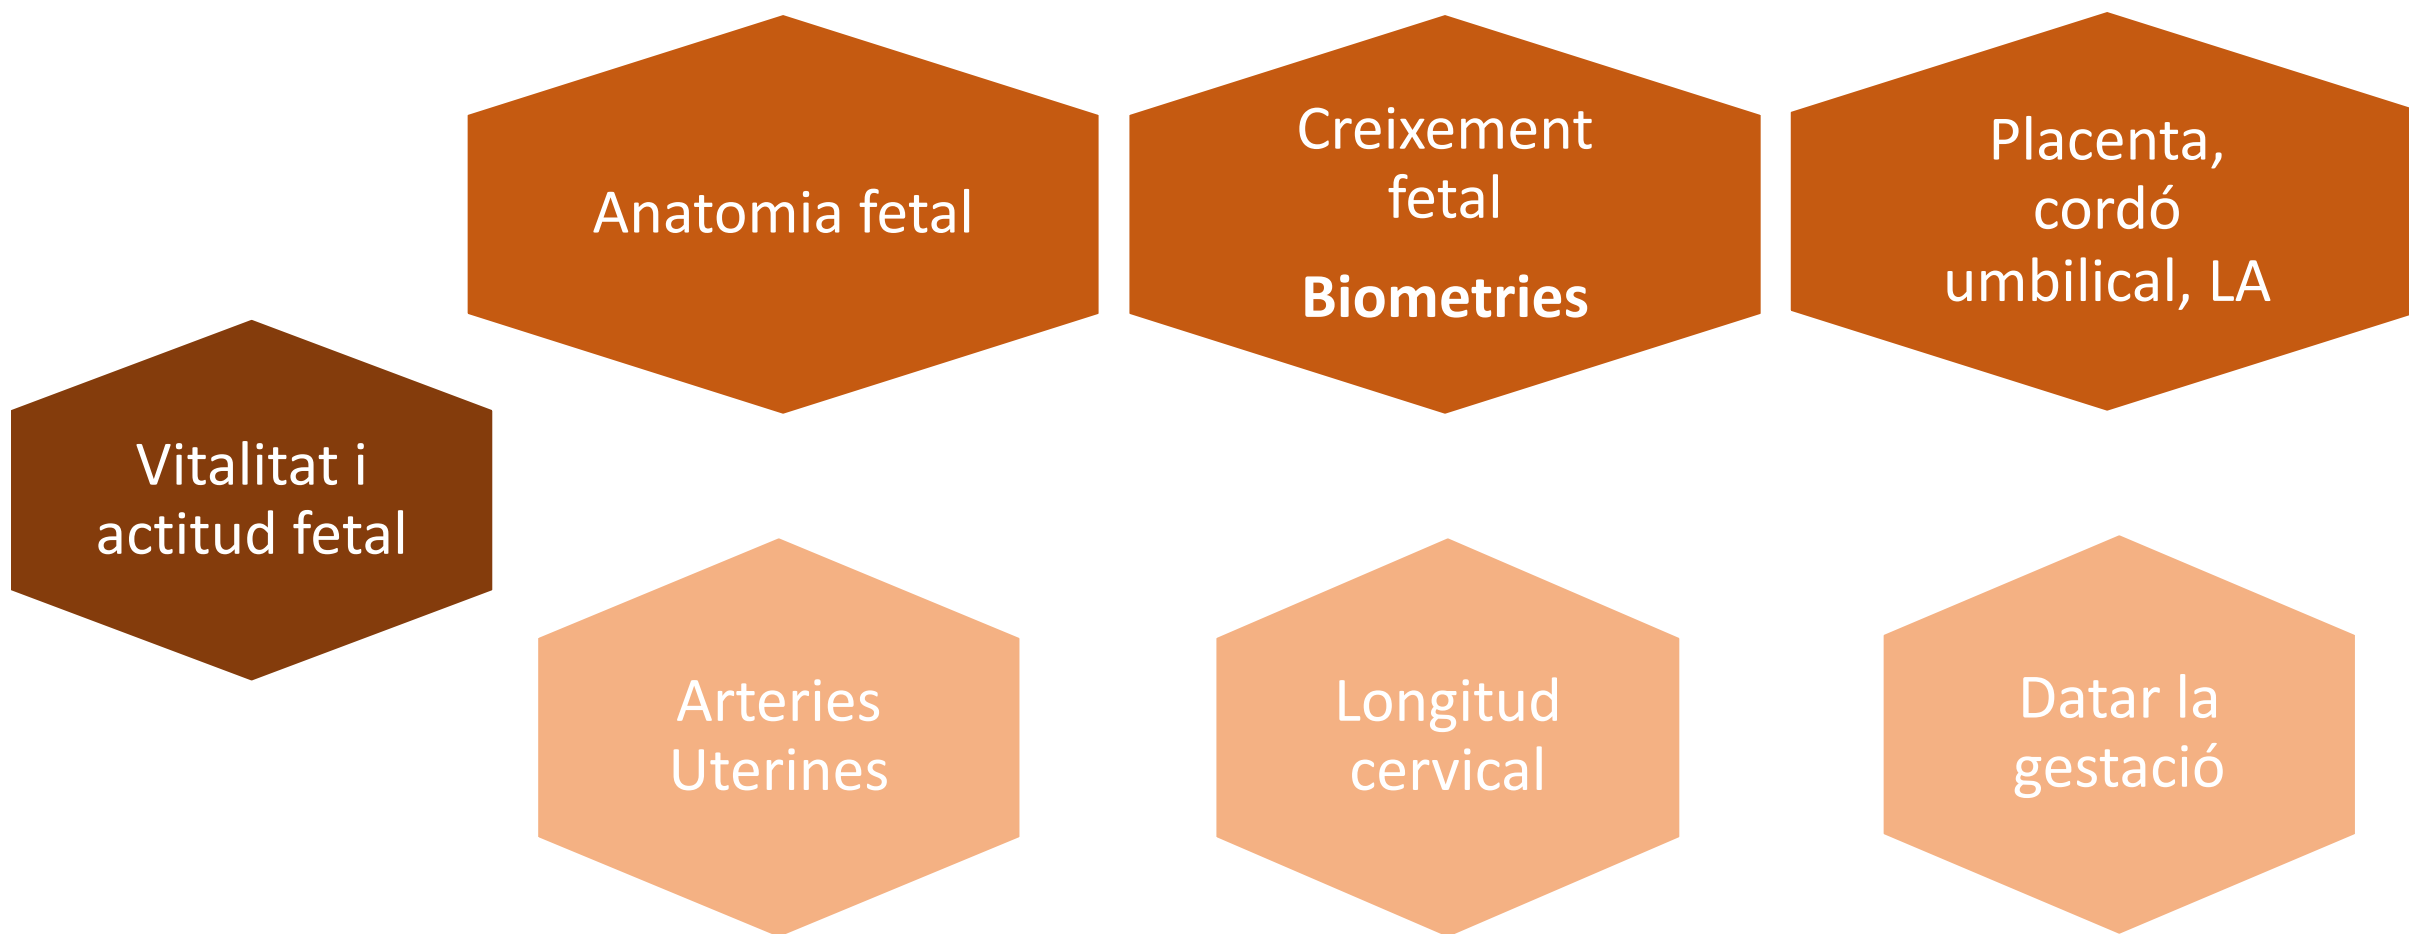 Anatomia fetal
Creixement
fetal
Biometries
Placenta,
cordó
umbilical, LA
Vitalitat i
actitud fetal
Arteries
Uterines
Longitud
cervical
Datar la
gestació